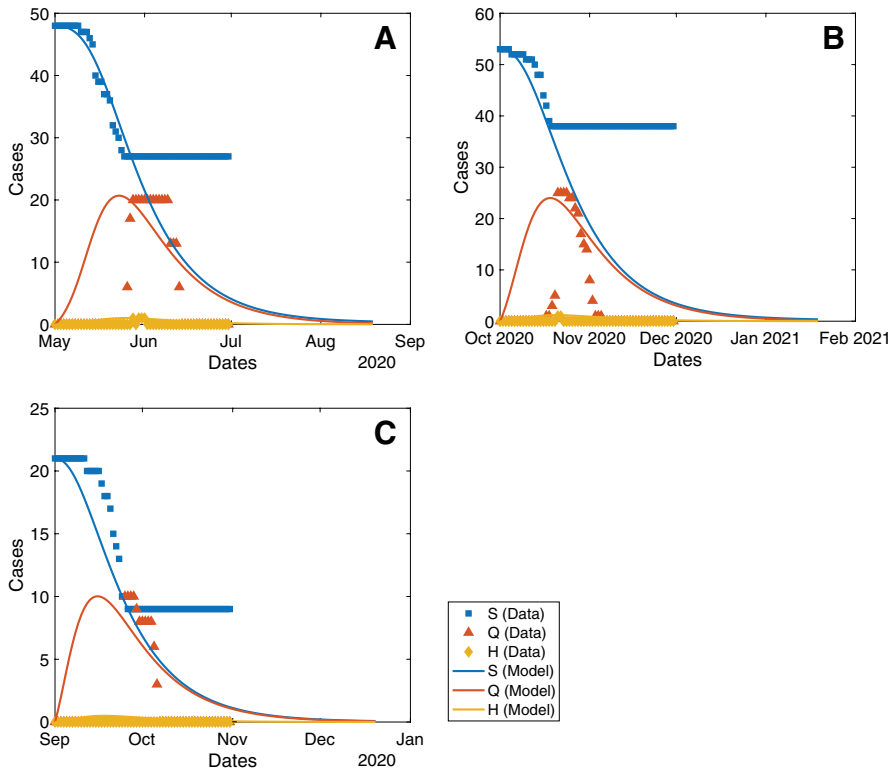 A
50
40
30
20
10
0
Cases
May Jun Jul Aug Sep
Dates 2020
B
60
50
40
30
20
10
0
Cases
Oct 2020 Nov 2020 Dec 2020 Jan 2021 Feb 2021
Dates
C
25
20
15
10
5
0
Cases
Sep Oct Nov Dec Jan
Dates 2020
S (Data)
Q (Data)
H (Data)
S (Model)
Q (Model)
H (Model)